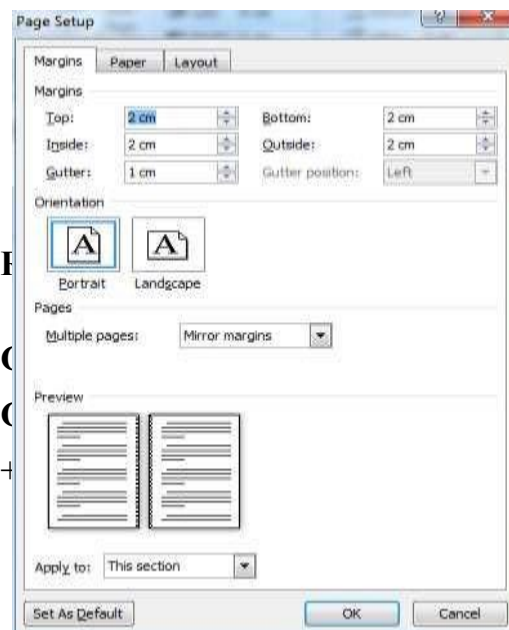 Page Setup
Margins Paper Layout
Margins
Top: 2 cm Bottom: 2 cm
Inside: 2 cm Outside: 2 cm
Gutter: 1 cm Gutter position: Left
Orientation
A A
Portrait Landscape
Pages
Multiple pages: Mirror margins
Preview
Apply to: This section
Set As Default OK Cancel